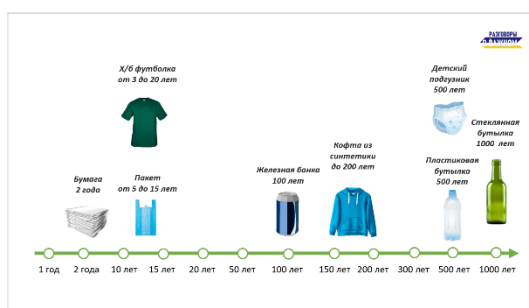 РАЗГОВОРЫ
О ВАЖНОМ
Х/б футболка
от 3 до 20 лет
Детский
подгузник
500 лет
Стеклянная
бутылка
1000 лет
Бумага
2 года
Пакет
от 5 до 15 лет
Железная банка
100 лет
Кофта из
синтетики
до 200 лет
Пластиковая
бутылка
500 лет
1 год
2 года
10 лет
15 лет
20 лет
50 лет
100 лет
150 лет
200 лет
300 лет
500 лет
1000 лет